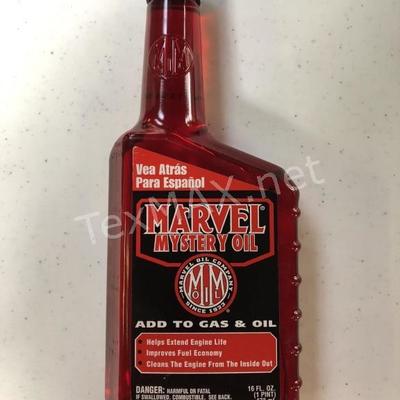 MOM
Vea Atrás
Para Español
MARVEL®
MYSTERY OIL
MARVEL OIL COMPANY
MOM
SINCE 1923
ADD TO GAS & OIL
• Helps Extend Engine Life
• Improves Fuel Economy
• Cleans The Engine From The Inside Out
DANGER: HARMFUL OR FATAL
IF SWALLOWED. COMBUSTIBLE. SEE BACK.
16 FL. OZ.
(1 PINT)
TexMAX.net